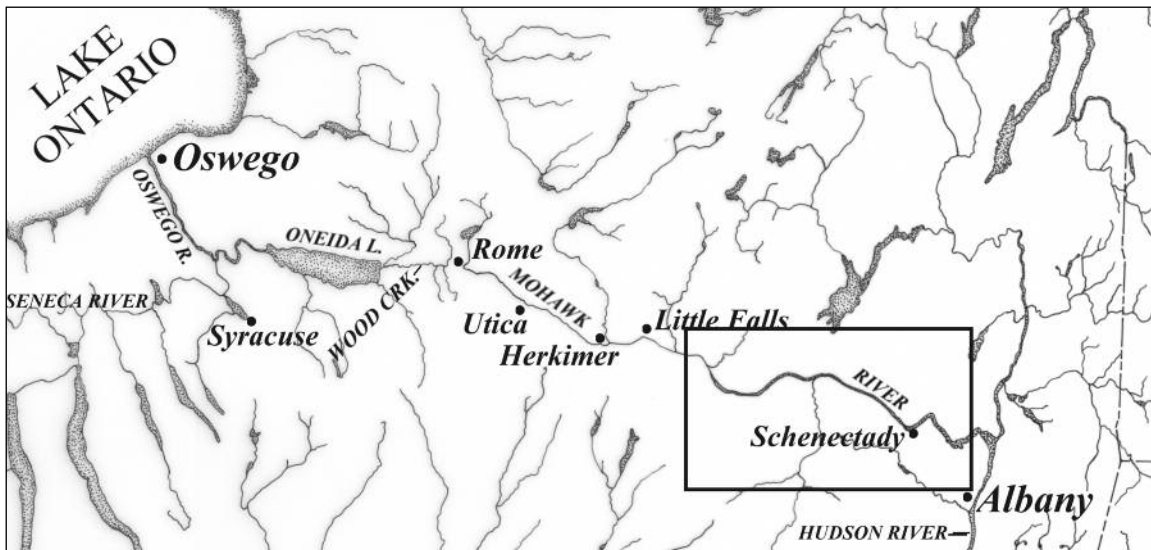 LAKE
ONTARIO
Oswego
OSWEGO R.
ONEIDA L.
Rome
WOOD CRK.
MOHAWK
SENECA RIVER
Syracuse
Utica
Herkimer
Little Falls
RIVER
Schenectady
Albany
HUDSON RIVER